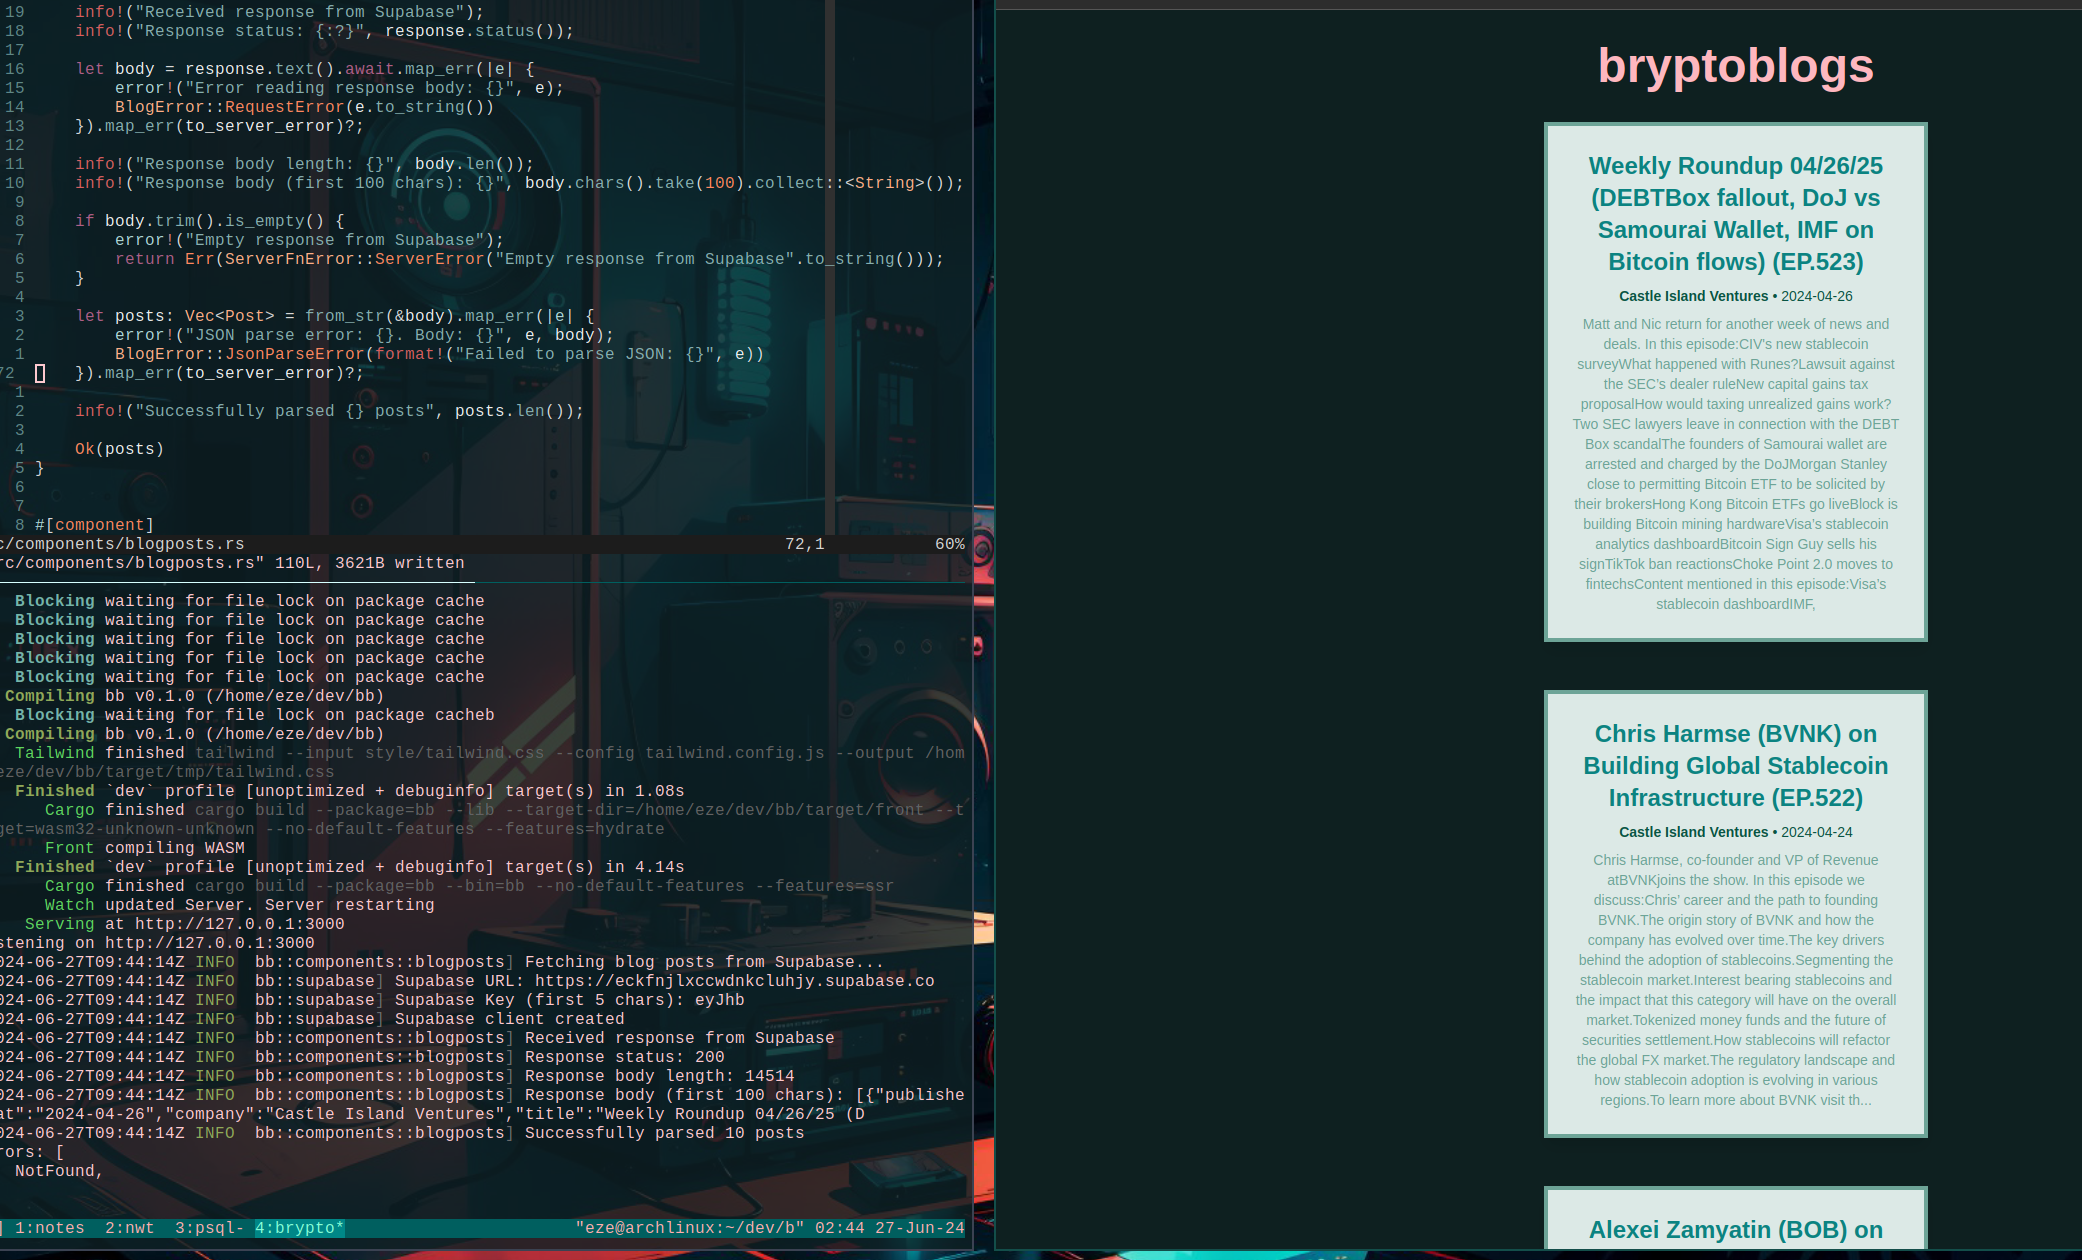 19     info!("Received response from Supabase");
18     info!("Response status: {:?}", response.status());
17
16     let body = response.text().await.map_err(|e| {
15         error!("Error reading response body: {}", e);
14         BlogError::RequestError(e.to_string())
13     }).map_err(to_server_error)?;
12
11     info!("Response body length: {}", body.len());
10     info!("Response body (first 100 chars): {}", body.chars().take(100).collect::<String>());
9
8     if body.trim().is_empty() {
7         error!("Empty response from Supabase");
6         return Err(ServerFnError::ServerError("Empty response from Supabase".to_string()));
5     }
4
3     let posts: Vec<Post> = from_str(&body).map_err(|e| {
2         error!("JSON parse error: {}. Body: {}", e, body);
1         BlogError::JsonParseError(format!("Failed to parse JSON: {}", e))
72     }).map_err(to_server_error)?;
1
2     info!("Successfully parsed {} posts", posts.len());
3
4     Ok(posts)
5 }
6
7
8 #[component]
c/components/blogposts.rs 72,1 60%
rc/components/blogposts.rs" 110L, 3621B written
Blocking waiting for file lock on package cache
Blocking waiting for file lock on package cache
Blocking waiting for file lock on package cache
Blocking waiting for file lock on package cache
Blocking waiting for file lock on package cache
Compiling bb v0.1.0 (/home/eze/dev/bb)
Blocking waiting for file lock on package cacheb
Compiling bb v0.1.0 (/home/eze/dev/bb)
Tailwind finished tailwind --input style/tailwind.css --config tailwind.config.js --output /hom
eze/dev/bb/target/tmp/tailwind.css
Finished `dev` profile [unoptimized + debuginfo] target(s) in 1.08s
Cargo finished cargo build --package=bb --lib --target-dir=/home/eze/dev/bb/target/front --t
get=wasm32-unknown-unknown --no-default-features --features=hydrate
Front compiling WASM
Finished `dev` profile [unoptimized + debuginfo] target(s) in 4.14s
Cargo finished cargo build --package=bb --bin=bb --no-default-features --features=ssr
Watch updated Server. Server restarting
Serving at http://127.0.0.1:3000
stening on http://127.0.0.1:3000
024-06-27T09:44:14Z INFO  bb::components::blogposts] Fetching blog posts from Supabase...
024-06-27T09:44:14Z INFO  bb::supabase] Supabase URL: https://eckfnjlxccwdnkcluhjy.supabase.co
024-06-27T09:44:14Z INFO  bb::supabase] Supabase Key (first 5 chars): eyJhb
024-06-27T09:44:14Z INFO  bb::supabase] Supabase client created
024-06-27T09:44:14Z INFO  bb::components::blogposts] Received response from Supabase
024-06-27T09:44:14Z INFO  bb::components::blogposts] Response status: 200
024-06-27T09:44:14Z INFO  bb::components::blogposts] Response body length: 14514
024-06-27T09:44:14Z INFO  bb::components::blogposts] Response body (first 100 chars): [{"publishe
at":"2024-04-26","company":"Castle Island Ventures","title":"Weekly Roundup 04/26/25 (D
024-06-27T09:44:14Z INFO  bb::components::blogposts] Successfully parsed 10 posts
rors: [
NotFound,
] 1:notes  2:nwt  3:psql- 4:brypto* "eze@archlinux:~/dev/b" 02:44 27-Jun-24
bryptoblogs
Weekly Roundup 04/26/25
(DEBTBox fallout, DoJ vs
Samourai Wallet, IMF on
Bitcoin flows) (EP.523)
Castle Island Ventures • 2024-04-26
Matt and Nic return for another week of news and
deals. In this episode:CIV's new stablecoin
surveyWhat happened with Runes?Lawsuit against
the SEC's dealer ruleNew capital gains tax
proposalHow would taxing unrealized gains work?
Two SEC lawyers leave in connection with the DEBT
Box scandalThe founders of Samourai wallet are
arrested and charged by the DoJMorgan Stanley
close to permitting Bitcoin ETF to be solicited by
their brokersHong Kong Bitcoin ETFs go liveBlock is
building Bitcoin mining hardwareVisa's stablecoin
analytics dashboardBitcoin Sign Guy sells his
signTikTok ban reactionsChoke Point 2.0 moves to
fintechsContent mentioned in this episode:Visa's
stablecoin dashboardIMF,
Chris Harmse (BVNK) on
Building Global Stablecoin
Infrastructure (EP.522)
Castle Island Ventures • 2024-04-24
Chris Harmse, co-founder and VP of Revenue
atBVNKjoins the show. In this episode we
discuss:Chris' career and the path to founding
BVNK.The origin story of BVNK and how the
company has evolved over time.The key drivers
behind the adoption of stablecoins.Segmenting the
stablecoin market.Interest bearing stablecoins and
the impact that this category will have on the overall
market.Tokenized money funds and the future of
securities settlement.How stablecoins will refactor
the global FX market.The regulatory landscape and
how stablecoin adoption is evolving in various
regions.To learn more about BVNK visit th...
Alexei Zamyatin (BOB) on